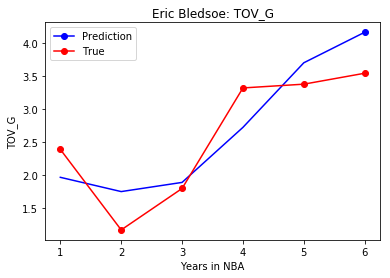 Eric Bledsoe: TOV_G
Prediction
True
4.0
3.5
3.0
2.5
2.0
1.5
TOV_G
1 2 3 4 5 6
Years in NBA